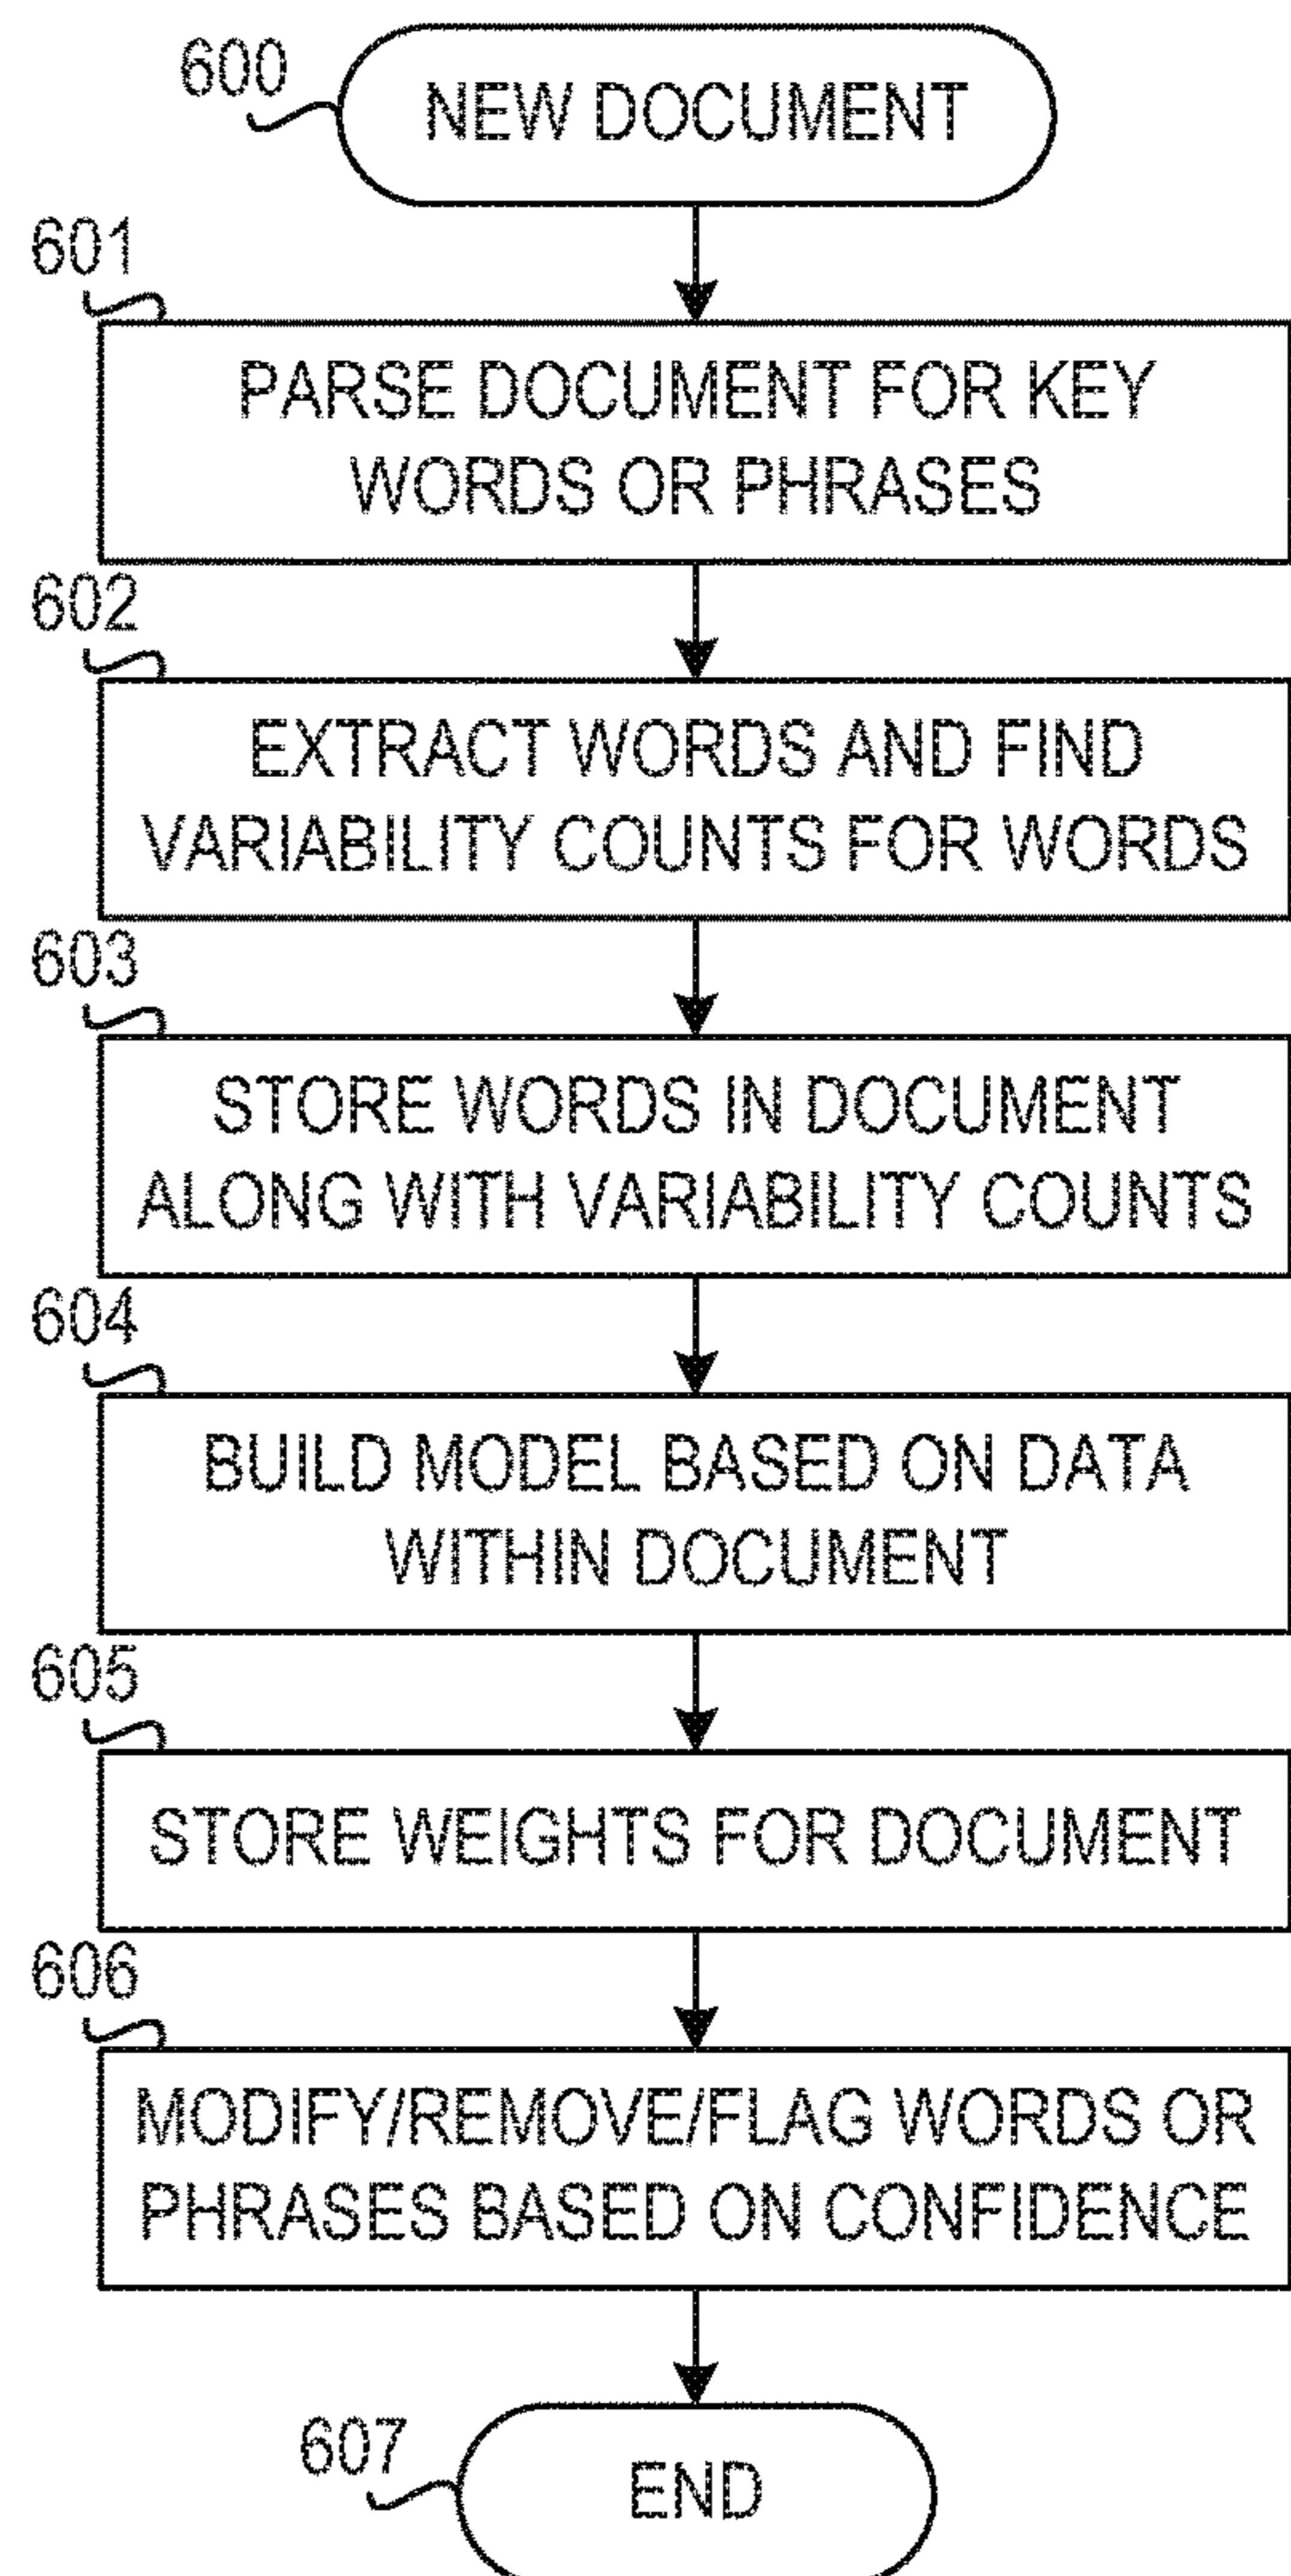 600
NEW DOCUMENT
601
PARSE DOCUMENT FOR KEY
WORDS OR PHRASES
602
EXTRACT WORDS AND FIND
VARIABILITY COUNTS FOR WORDS
603
STORE WORDS IN DOCUMENT
ALONG WITH VARIABILITY COUNTS
604
BUILD MODEL BASED ON DATA
WITHIN DOCUMENT
605
STORE WEIGHTS FOR DOCUMENT
606
MODIFY/REMOVE/FLAG WORDS OR
PHRASES BASED ON CONFIDENCE
607
END